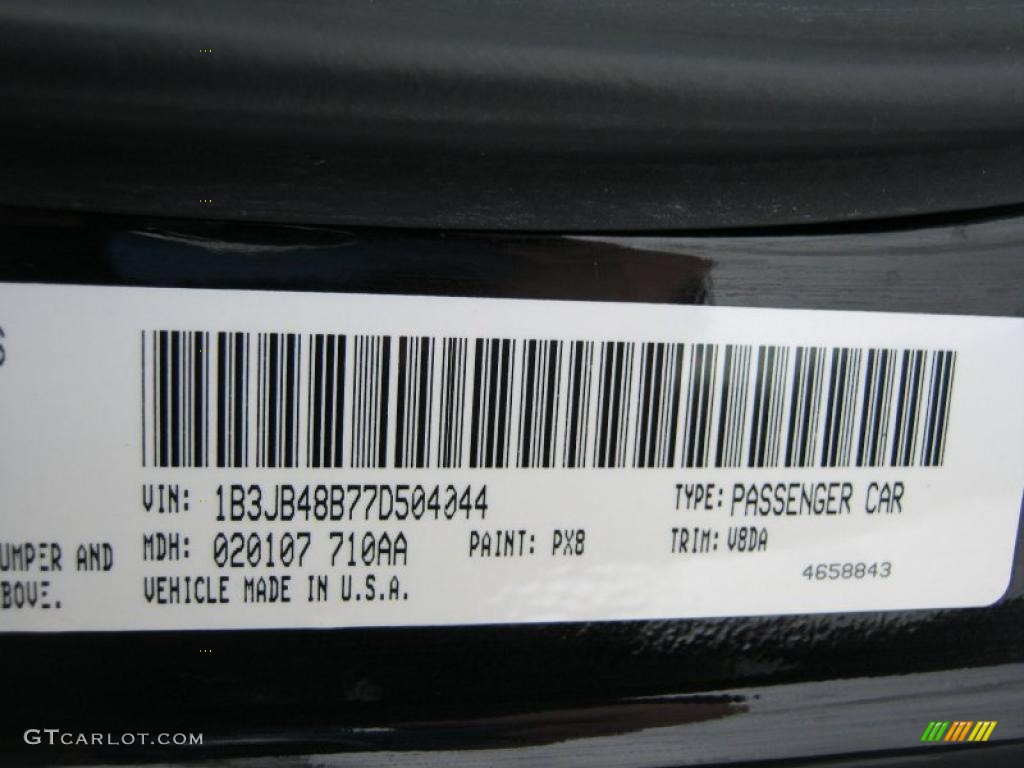 VIN: 1B3JB48B77D504044 TYPE: PASSENGER CAR
UMPER AND MDH: 020107 710AA PAINT: PX8 TRIM: V8DA
4658843
BOVE. VEHICLE MADE IN U.S.A.
GTCARLOT.COM